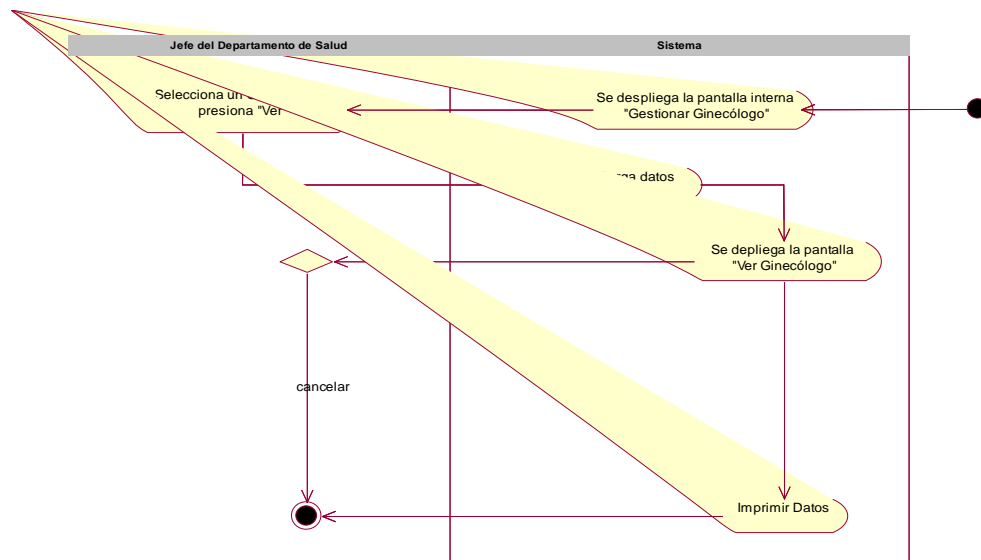 Jefe del Departamento de Salud
Sistema
Selecciona un
presiona "Ver
Se despliega la pantalla interna
"Gestionar Ginecólogo"
datos
Se depliega la pantalla
"Ver Ginecólogo"
cancelar
Imprimir Datos